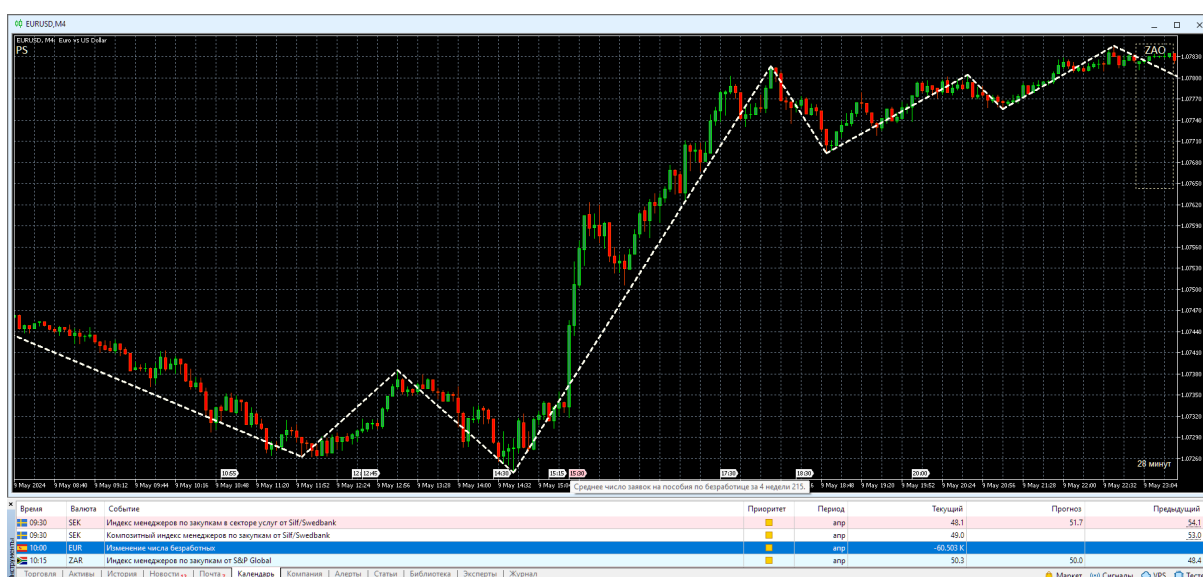 EURUSD,M4
EURUSD, M4: Euro vs US Dollar
PS
ZAO
1.07830
1.07800
1.07770
1.07740
1.07710
1.07680
1.07650
1.07620
1.07590
1.07560
1.07530
1.07500
1.07470
1.07440
1.07410
1.07380
1.07350
1.07320
1.07290
1.07260
28 минут
10:55 12:45 14:30 15:15 15:30 17:30 18:30 20:00
9 May 2024 9 May 08:40 9 May 09:12 9 May 09:44 9 May 10:16 9 May 10:48 9 May 11:20 9 May 11:52 9 May 12:24 9 May 12:56 9 May 13:28 9 May 14:00 9 May 14:32 9 May 15:04 9 May 18:48 9 May 19:20 9 May 19:52 9 May 20:24 9 May 20:56 9 May 21:28 9 May 22:00 9 May 22:32 9 May 23:04
Среднее число заявок на пособия по безработице за 4 недели 215.
Время Валюта Событие Приоритет Период Текущий Прогноз Предыдущий
09:30 SEK Индекс менеджеров по закупкам в секторе услуг от Silf/Swedbank апр 48.1 51.7 54.1
09:30 SEK Композитный индекс менеджеров по закупкам от Silf/Swedbank апр 49.0 53.0
10:00 EUR Изменение числа безработных апр -60.503 K
10:15 ZAR Индекс менеджеров по закупкам от S&P Global апр 50.3 50.0 48.4
Торговля Активы История Новости Почта Календарь Компания Алерты Статьи Библиотека Эксперты Журнал Маркет Сигналы VPS